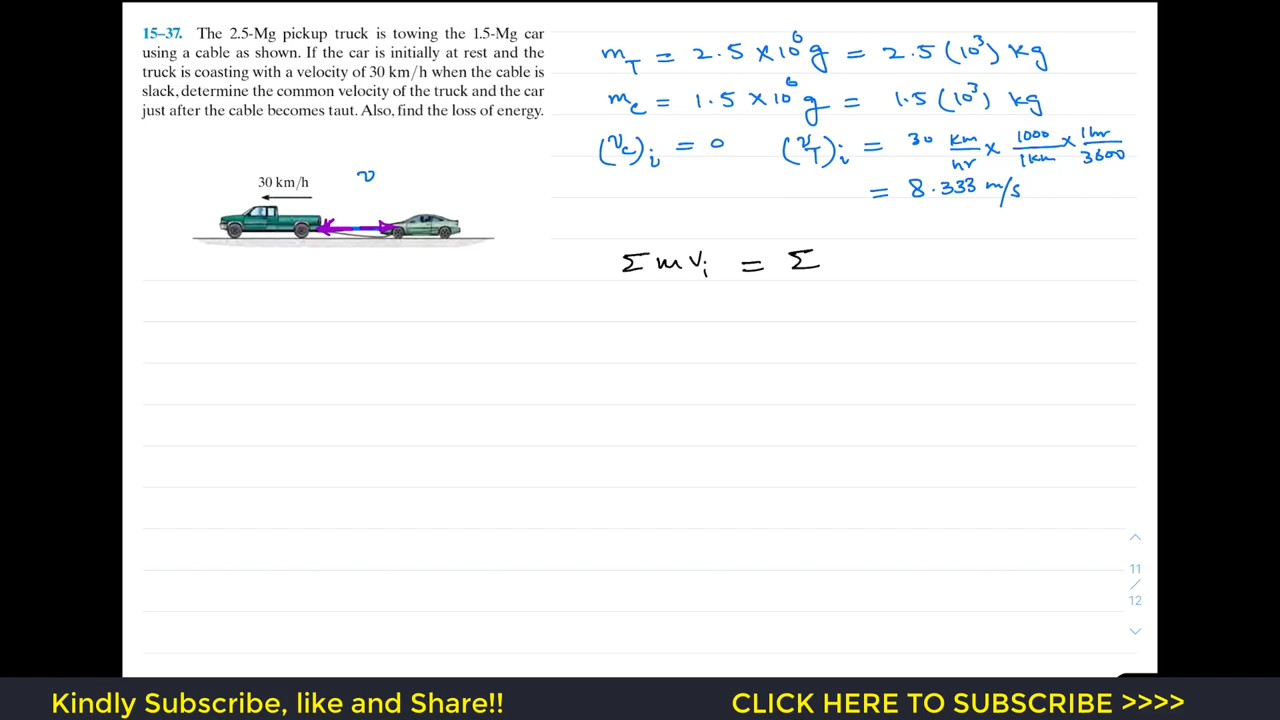 15–37. The 2.5-Mg pickup truck is towing the 1.5-Mg car
using a cable as shown. If the car is initially at rest and the
truck is coasting with a velocity of 30 km/h when the cable is
slack, determine the common velocity of the truck and the car
just after the cable becomes taut. Also, find the loss of energy.
30 km/h
v
m_T = 2.5 × 10^6 g = 2.5 (10^3) kg
m_c = 1.5 × 10^6 g = 1.5 (10^3) kg
(v_c)_i = 0 (v_T)_i = 30 km/hr × 1000/1km × 1hr/3600
= 8.333 m/s
Σ m v_i = Σ
11
/
12
Kindly Subscribe, like and Share!!
CLICK HERE TO SUBSCRIBE >>>>